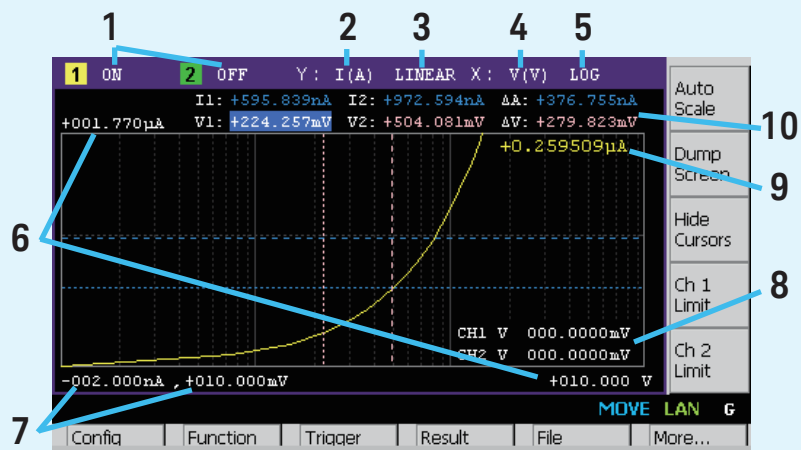 1 2 3 4 5
1 ON 2 OFF Y: I(A) LINEAR X: V(V) LOG
I1: +595.839nA I2: +972.594nA ΔA: +376.755nA
+001.770µA V1: +224.257mV V2: +504.081mV ΔV: +279.823mV
10
+0.259509µA
9
6
8
CH1 V 000.0000mV
CH2 V 000.0000mV
-002.000nA ,+010.000mV +010.000 V
7
Auto
Scale
Dump
Screen
Hide
Cursors
Ch 1
Limit
Ch 2
Limit
MOVE LAN G
Config Function Trigger Result File More...